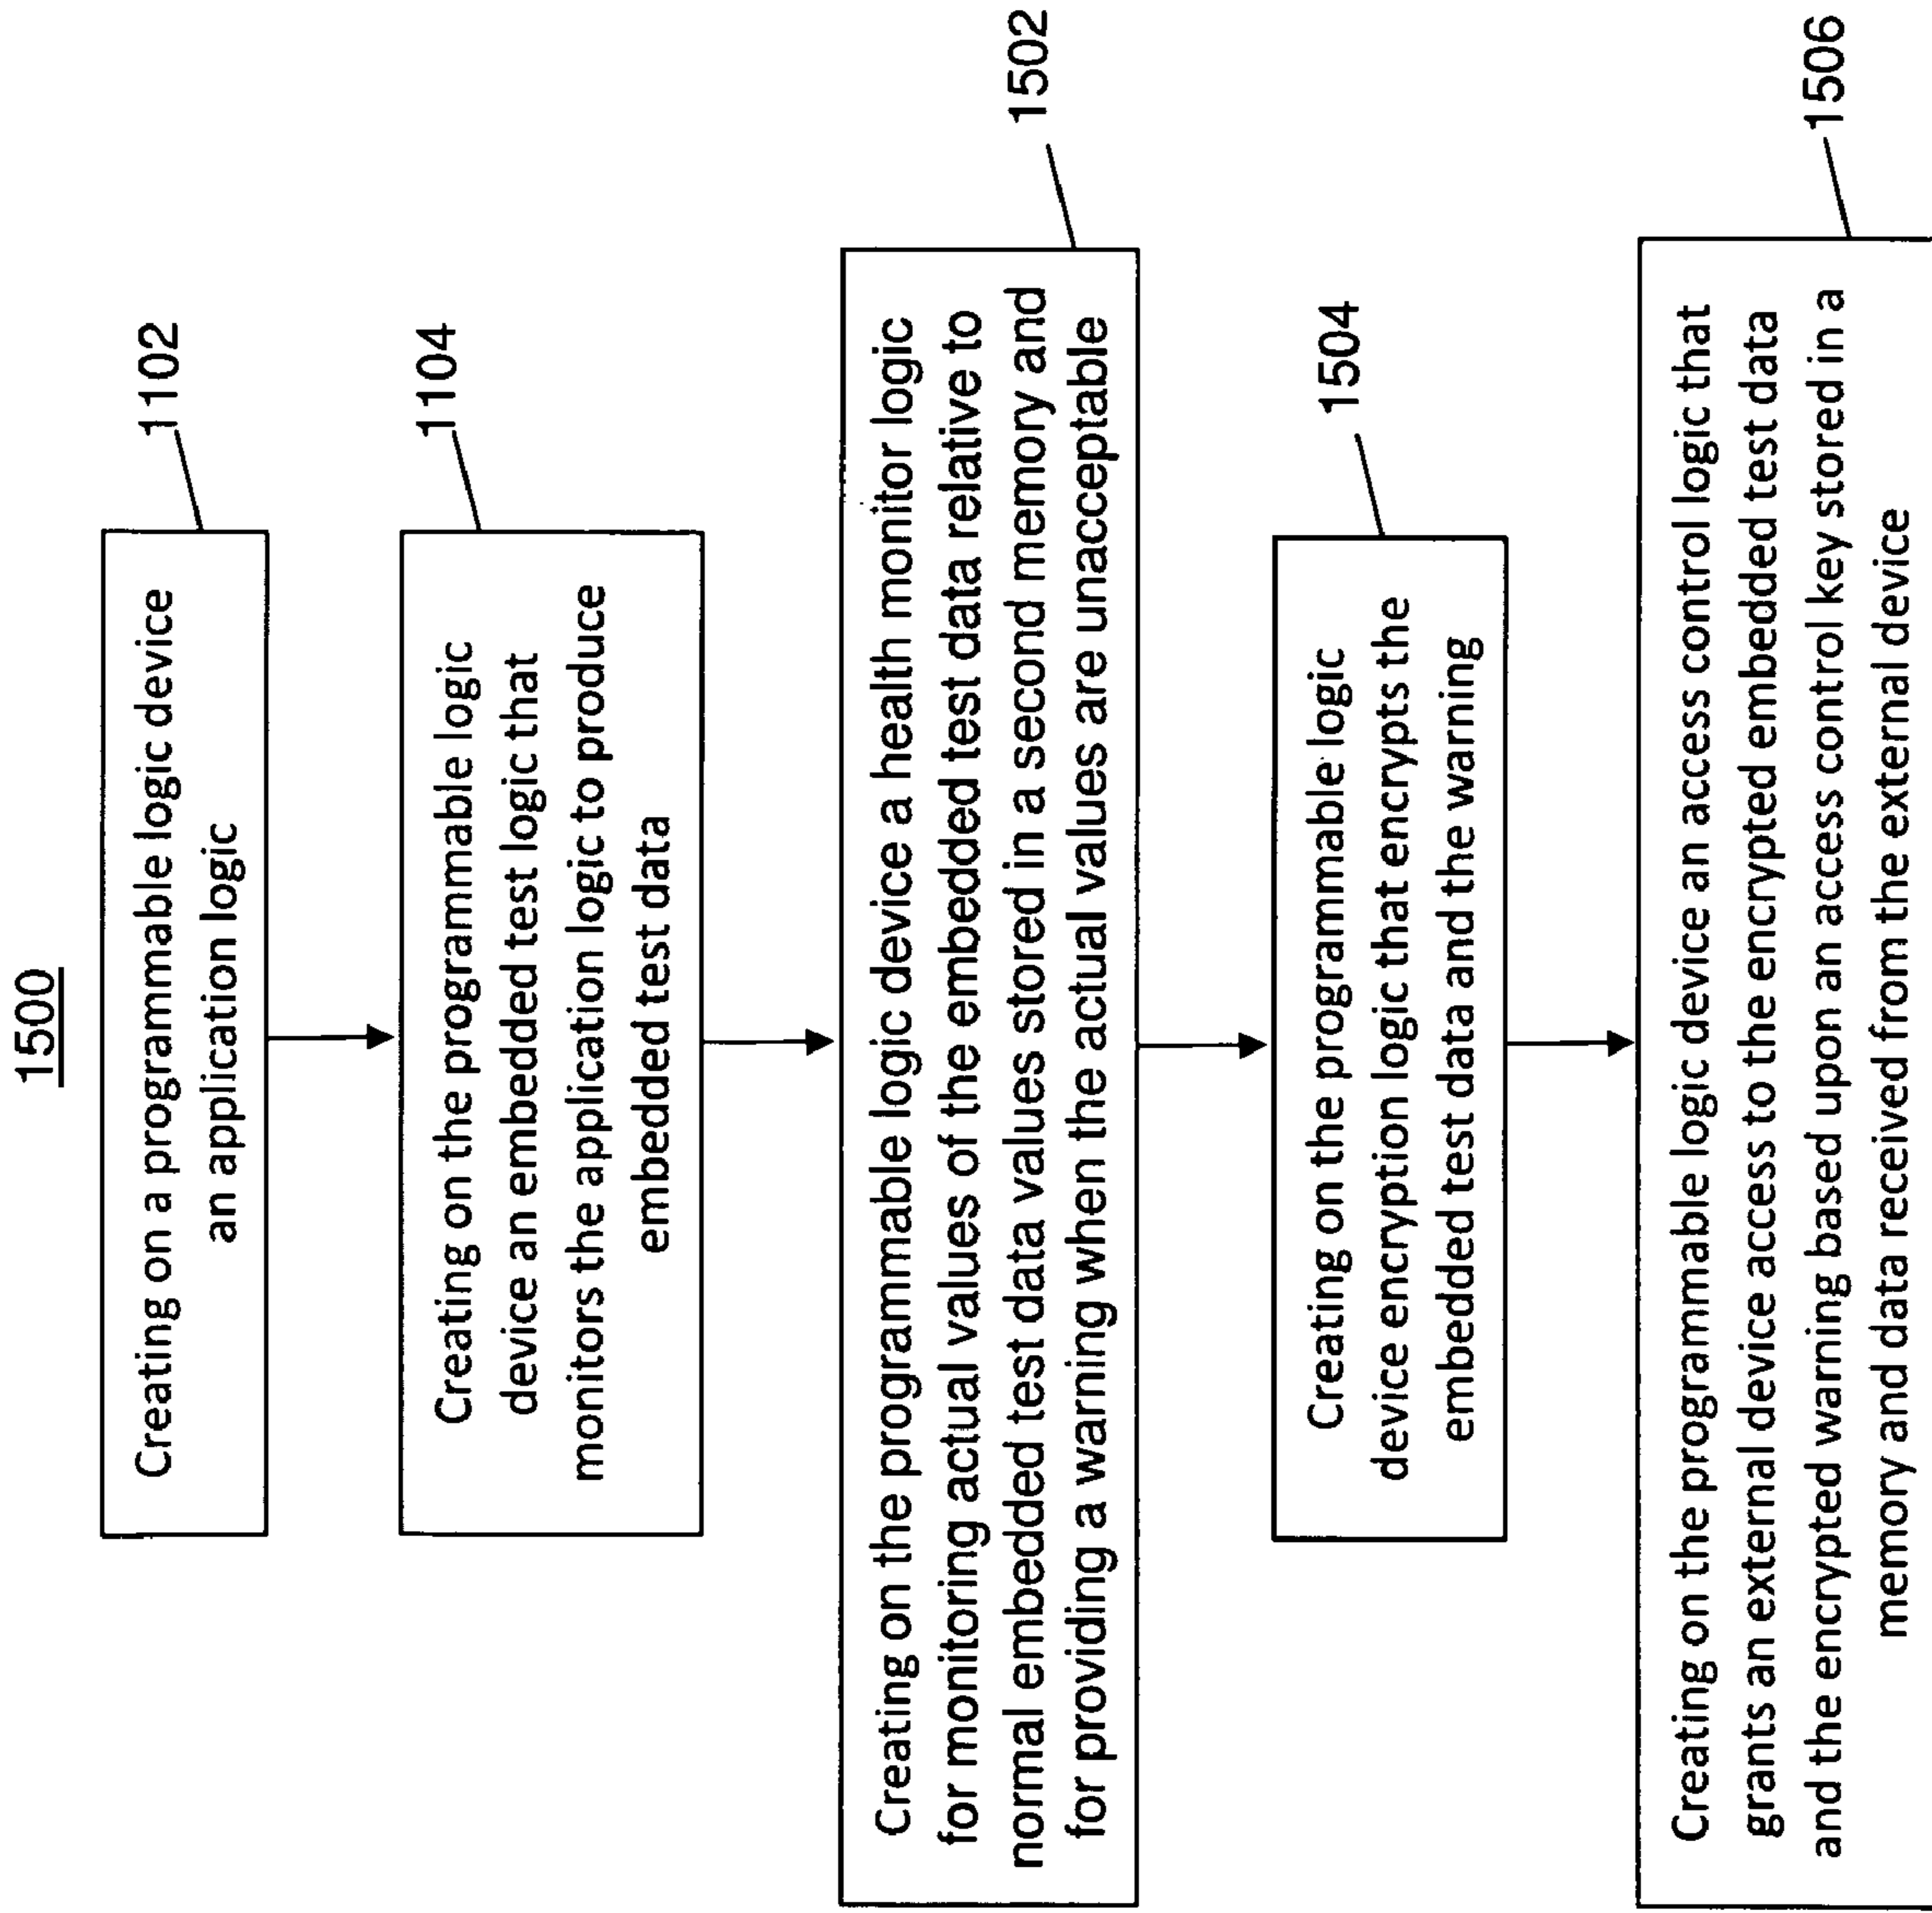 1500
Creating on a programmable logic device
an application logic
1102
Creating on the programmable logic
device an embedded test logic that
monitors the application logic to produce
embedded test data
1104
Creating on the programmable logic device a health monitor logic
for monitoring actual values of the embedded test data relative to
normal embedded test data values stored in a second memory and
for providing a warning when the actual values are unacceptable
1502
Creating on the programmable logic
device encryption logic that encrypts the
embedded test data and the warning
1504
Creating on the programmable logic device an access control logic that
grants an external device access to the encrypted embedded test data
and the encrypted warning based upon an access control key stored in a
memory and data received from the external device
1506